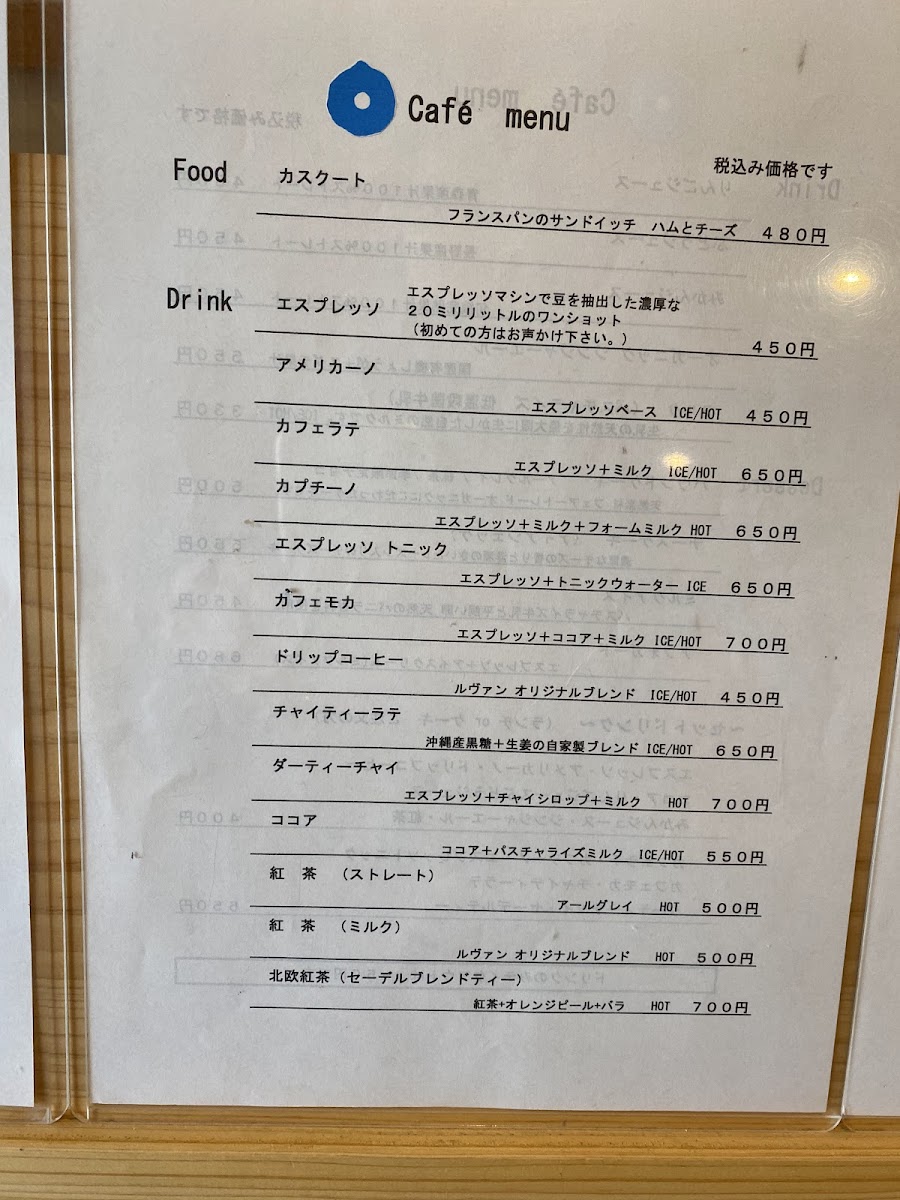 Café menu
税込み価格です
Food カスクート
フランスパンのサンドイッチ ハムとチーズ 480円
Drink エスプレッソ エスプレッソマシンで豆を抽出した濃厚な
20ミリリットルのワンショット
(初めての方はお声かけ下さい。) 450円
アメリカーノ
エスプレッソベース ICE/HOT 450円
カフェラテ
エスプレッソ+ミルク ICE/HOT 650円
カプチーノ
エスプレッソ+ミルク+フォームミルク HOT 650円
エスプレッソ トニック
エスプレッソ+トニックウォーター ICE 650円
カフェモカ
エスプレッソ+ココア+ミルク ICE/HOT 700円
ドリップコーヒー
ルヴァン オリジナルブレンド ICE/HOT 450円
チャイティーラテ
沖縄産黒糖+生姜の自家製ブレンド ICE/HOT 650円
ダーティーチャイ
エスプレッソ+チャイシロップ+ミルク HOT 700円
ココア
ココア+パスチャライズミルク ICE/HOT 550円
紅 茶 (ストレート)
アールグレイ HOT 500円
紅 茶 (ミルク)
ルヴァン オリジナルブレンド HOT 500円
北欧紅茶(セーデルブレンドティー)
紅茶+オレンジピール+バラ HOT 700円